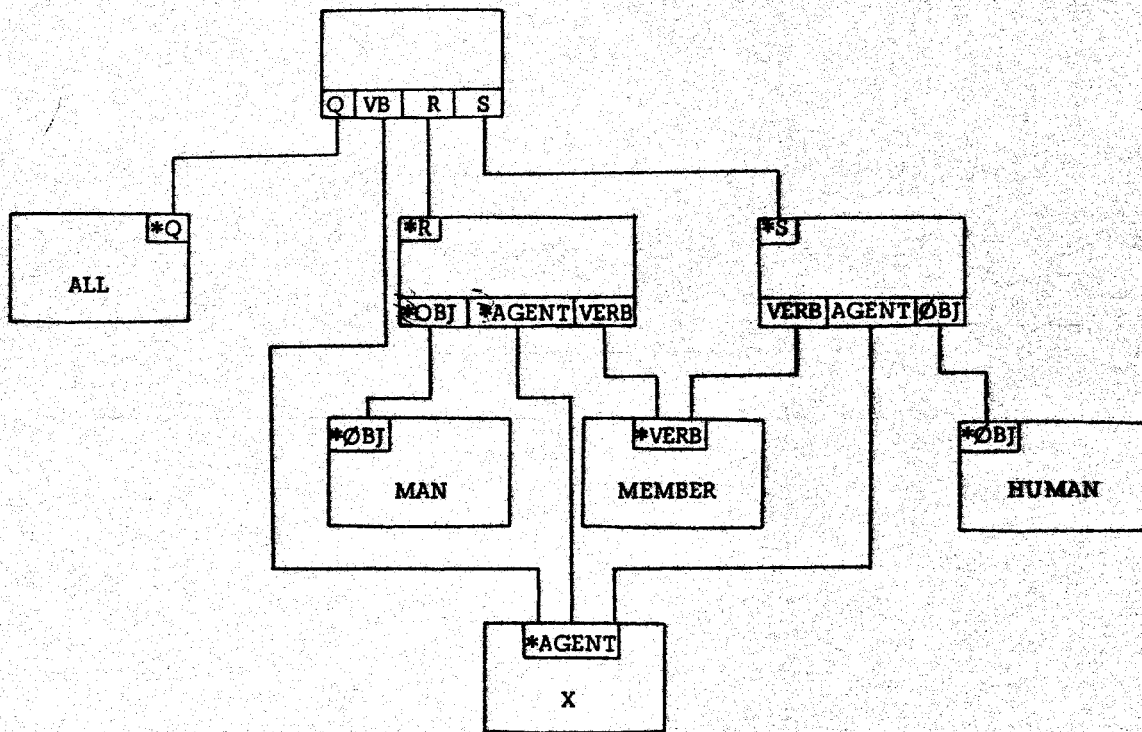 Q VB R S
*Q *R *S
ALL
*OBJ *AGENT VERB VERB AGENT ØBJ
*ØBJ *VERB *ØBJ
MAN MEMBER HUMAN
*AGENT
X